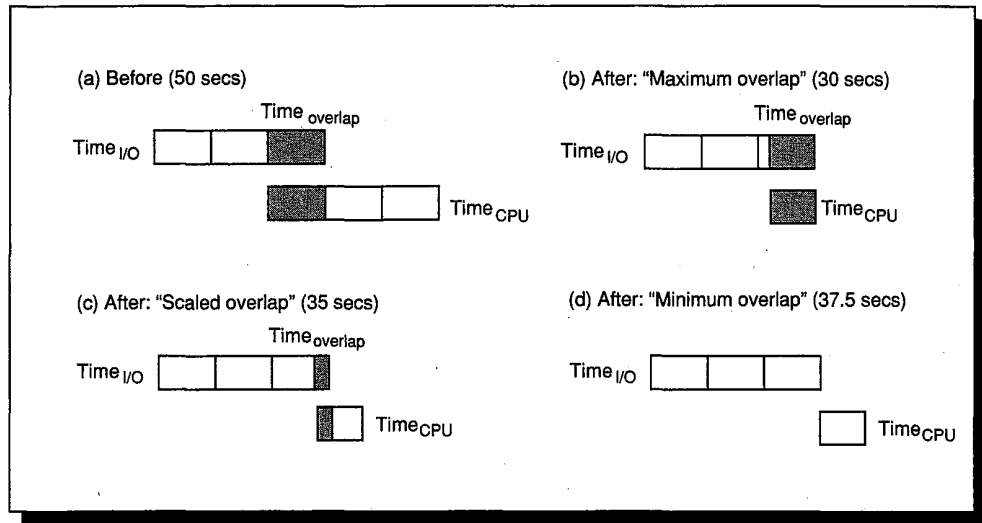 (a) Before (50 secs)
Time overlap
Time I/O
Time CPU
(b) After: "Maximum overlap" (30 secs)
Time overlap
Time I/O
Time CPU
(c) After: "Scaled overlap" (35 secs)
Time overlap
Time I/O
Time CPU
(d) After: "Minimum overlap" (37.5 secs)
Time I/O
Time CPU